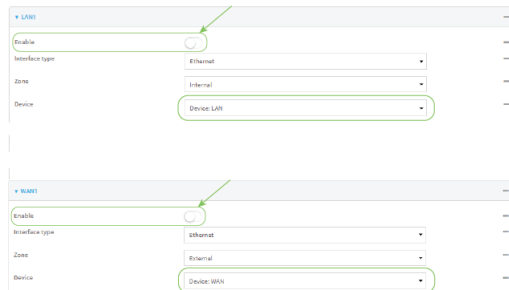 LAN1
Enable
Interface type Ethernet
Zone Internal
Device Device: LAN
WAN1
Enable
Interface type Ethernet
Zone External
Device Device: WAN